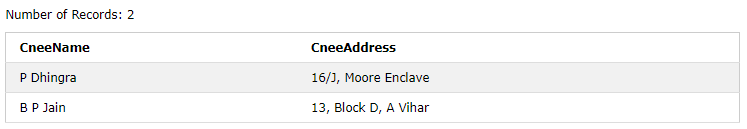 Number of Records: 2
CneeName CneeAddress
P Dhingra 16/J, Moore Enclave
B P Jain 13, Block D, A Vihar